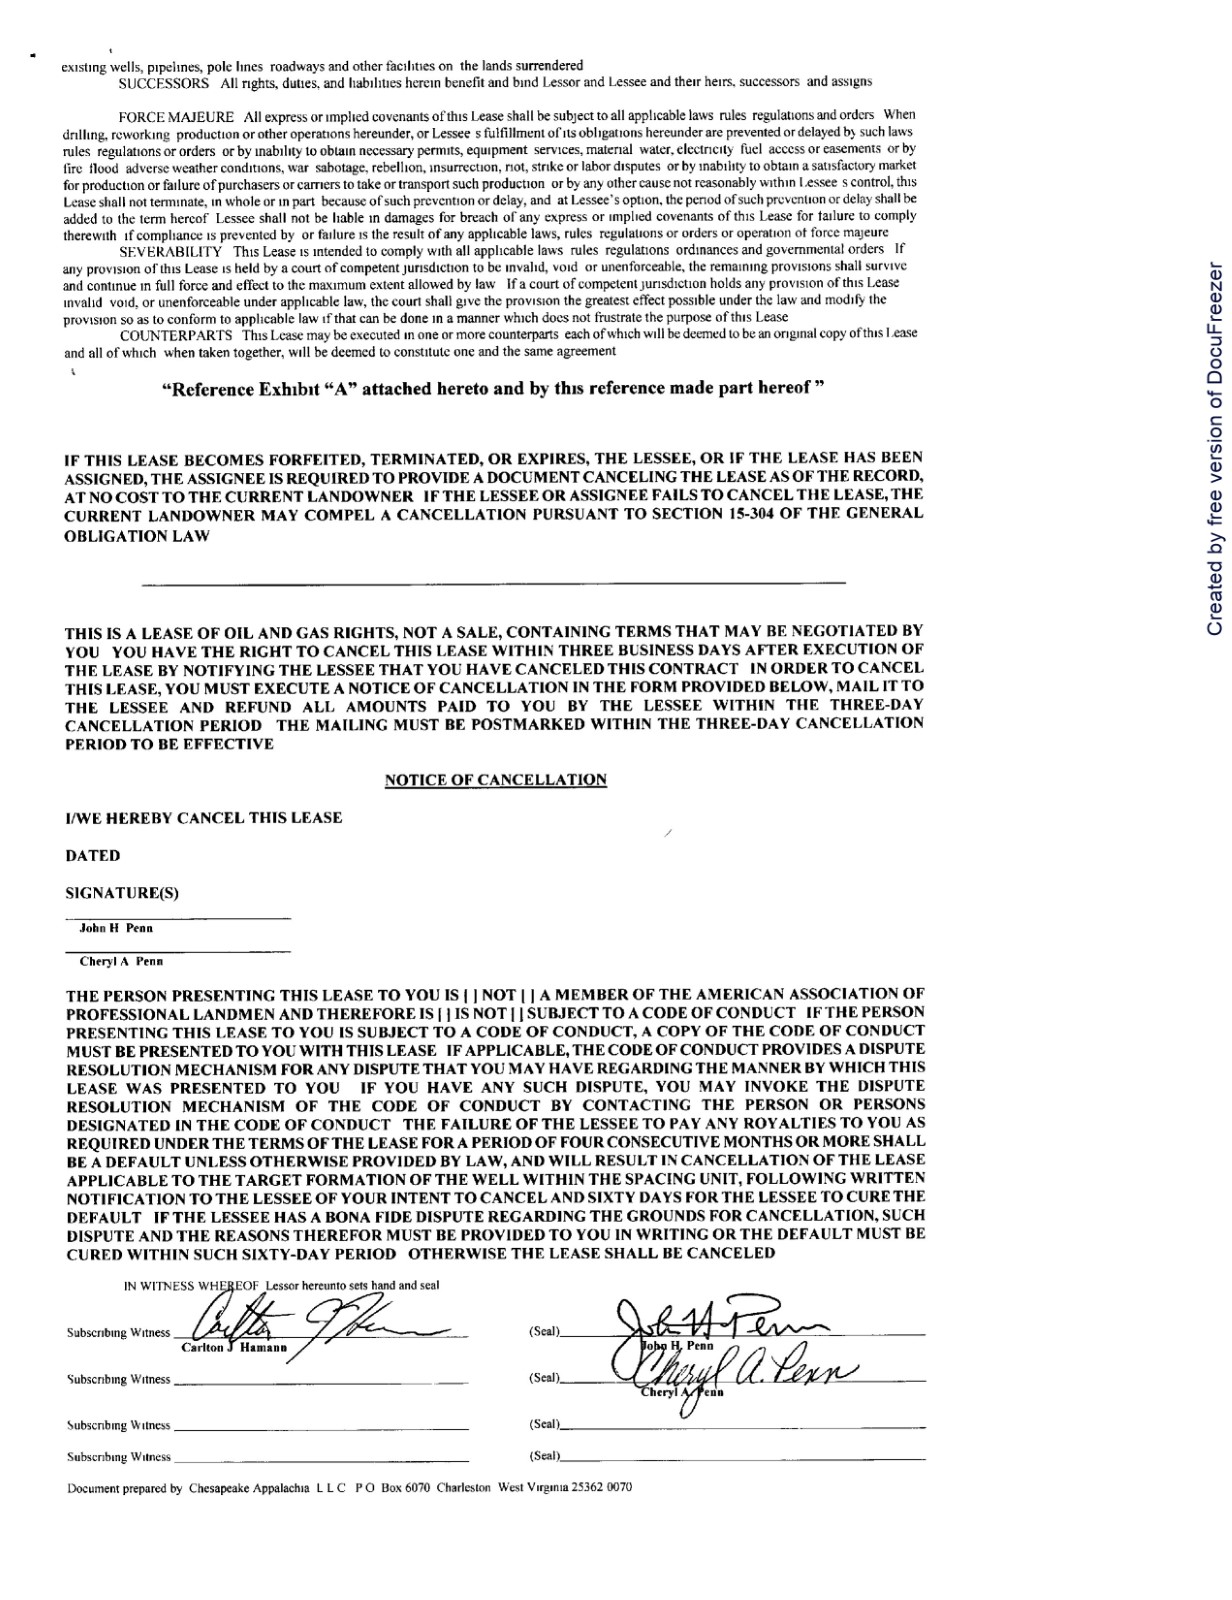 existing wells, pipelines, pole lines roadways and other facilities on the lands surrendered
SUCCESSORS All rights, duties, and liabilities herein benefit and bind Lessor and Lessee and their heirs, successors and assigns
FORCE MAJEURE All express or implied covenants of this Lease shall be subject to all applicable laws rules regulations and orders When
drilling, reworking production or other operations hereunder, or Lessee s fulfillment of its obligations hereunder are prevented or delayed by such laws
rules regulations or orders or by inability to obtain necessary permits, equipment services, material water, electricity fuel access or easements or by
fire flood adverse weather conditions, war sabotage, rebellion, insurrection, riot, strike or labor disputes or by inability to obtain a satisfactory market
for production or failure of purchasers or carriers to take or transport such production or by any other cause not reasonably within Lessee s control, this
Lease shall not terminate, in whole or in part because of such prevention or delay, and at Lessee's option, the period of such prevention or delay shall be
added to the term hereof Lessee shall not be liable in damages for breach of any express or implied covenants of this Lease for failure to comply
therewith if compliance is prevented by or failure is the result of any applicable laws, rules regulations or orders or operation of force majeure
SEVERABILITY This Lease is intended to comply with all applicable laws rules regulations ordinances and governmental orders If
any provision of this Lease is held by a court of competent jurisdiction to be invalid, void or unenforceable, the remaining provisions shall survive
and continue in full force and effect to the maximum extent allowed by law If a court of competent jurisdiction holds any provision of this Lease
invalid void, or unenforceable under applicable law, the court shall give the provision the greatest effect possible under the law and modify the
provision so as to conform to applicable law if that can be done in a manner which does not frustrate the purpose of this Lease
COUNTERPARTS This Lease may be executed in one or more counterparts each of which will be deemed to be an original copy of this Lease
and all of which when taken together, will be deemed to constitute one and the same agreement
“Reference Exhibit “A” attached hereto and by this reference made part hereof ”
IF THIS LEASE BECOMES FORFEITED, TERMINATED, OR EXPIRES, THE LESSEE, OR IF THE LEASE HAS BEEN
ASSIGNED, THE ASSIGNEE IS REQUIRED TO PROVIDE A DOCUMENT CANCELING THE LEASE AS OF THE RECORD,
AT NO COST TO THE CURRENT LANDOWNER IF THE LESSEE OR ASSIGNEE FAILS TO CANCEL THE LEASE, THE
CURRENT LANDOWNER MAY COMPEL A CANCELLATION PURSUANT TO SECTION 15-304 OF THE GENERAL
OBLIGATION LAW
THIS IS A LEASE OF OIL AND GAS RIGHTS, NOT A SALE, CONTAINING TERMS THAT MAY BE NEGOTIATED BY
YOU YOU HAVE THE RIGHT TO CANCEL THIS LEASE WITHIN THREE BUSINESS DAYS AFTER EXECUTION OF
THE LEASE BY NOTIFYING THE LESSEE THAT YOU HAVE CANCELED THIS CONTRACT IN ORDER TO CANCEL
THIS LEASE, YOU MUST EXECUTE A NOTICE OF CANCELLATION IN THE FORM PROVIDED BELOW, MAIL IT TO
THE LESSEE AND REFUND ALL AMOUNTS PAID TO YOU BY THE LESSEE WITHIN THE THREE-DAY
CANCELLATION PERIOD THE MAILING MUST BE POSTMARKED WITHIN THE THREE-DAY CANCELLATION
PERIOD TO BE EFFECTIVE
NOTICE OF CANCELLATION
I/WE HEREBY CANCEL THIS LEASE
DATED
SIGNATURE(S)
John H Penn
Cheryl A Penn
THE PERSON PRESENTING THIS LEASE TO YOU IS [ ] NOT [ ] A MEMBER OF THE AMERICAN ASSOCIATION OF
PROFESSIONAL LANDMEN AND THEREFORE IS [ ] IS NOT [ ] SUBJECT TO A CODE OF CONDUCT IF THE PERSON
PRESENTING THIS LEASE TO YOU IS SUBJECT TO A CODE OF CONDUCT, A COPY OF THE CODE OF CONDUCT
MUST BE PRESENTED TO YOU WITH THIS LEASE IF APPLICABLE, THE CODE OF CONDUCT PROVIDES A DISPUTE
RESOLUTION MECHANISM FOR ANY DISPUTE THAT YOU MAY HAVE REGARDING THE MANNER BY WHICH THIS
LEASE WAS PRESENTED TO YOU IF YOU HAVE ANY SUCH DISPUTE, YOU MAY INVOKE THE DISPUTE
RESOLUTION MECHANISM OF THE CODE OF CONDUCT BY CONTACTING THE PERSON OR PERSONS
DESIGNATED IN THE CODE OF CONDUCT THE FAILURE OF THE LESSEE TO PAY ANY ROYALTIES TO YOU AS
REQUIRED UNDER THE TERMS OF THE LEASE FOR A PERIOD OF FOUR CONSECUTIVE MONTHS OR MORE SHALL
BE A DEFAULT UNLESS OTHERWISE PROVIDED BY LAW, AND WILL RESULT IN CANCELLATION OF THE LEASE
APPLICABLE TO THE TARGET FORMATION OF THE WELL WITHIN THE SPACING UNIT, FOLLOWING WRITTEN
NOTIFICATION TO THE LESSEE OF YOUR INTENT TO CANCEL AND SIXTY DAYS FOR THE LESSEE TO CURE THE
DEFAULT IF THE LESSEE HAS A BONA FIDE DISPUTE REGARDING THE GROUNDS FOR CANCELLATION, SUCH
DISPUTE AND THE REASONS THEREFOR MUST BE PROVIDED TO YOU IN WRITING OR THE DEFAULT MUST BE
CURED WITHIN SUCH SIXTY-DAY PERIOD OTHERWISE THE LEASE SHALL BE CANCELED
IN WITNESS WHEREOF Lessor hereunto sets hand and seal
Subscribing Witness Carlton J Hamann
Carlton J Hamann
(Seal) John H Penn
John H. Penn
Subscribing Witness
(Seal) Cheryl A. Penn
Cheryl A. Penn
Subscribing Witness
(Seal)
Subscribing Witness
(Seal)
Document prepared by Chesapeake Appalachia L L C P O Box 6070 Charleston West Virginia 25362 0070
Created by free version of DocuFreezer